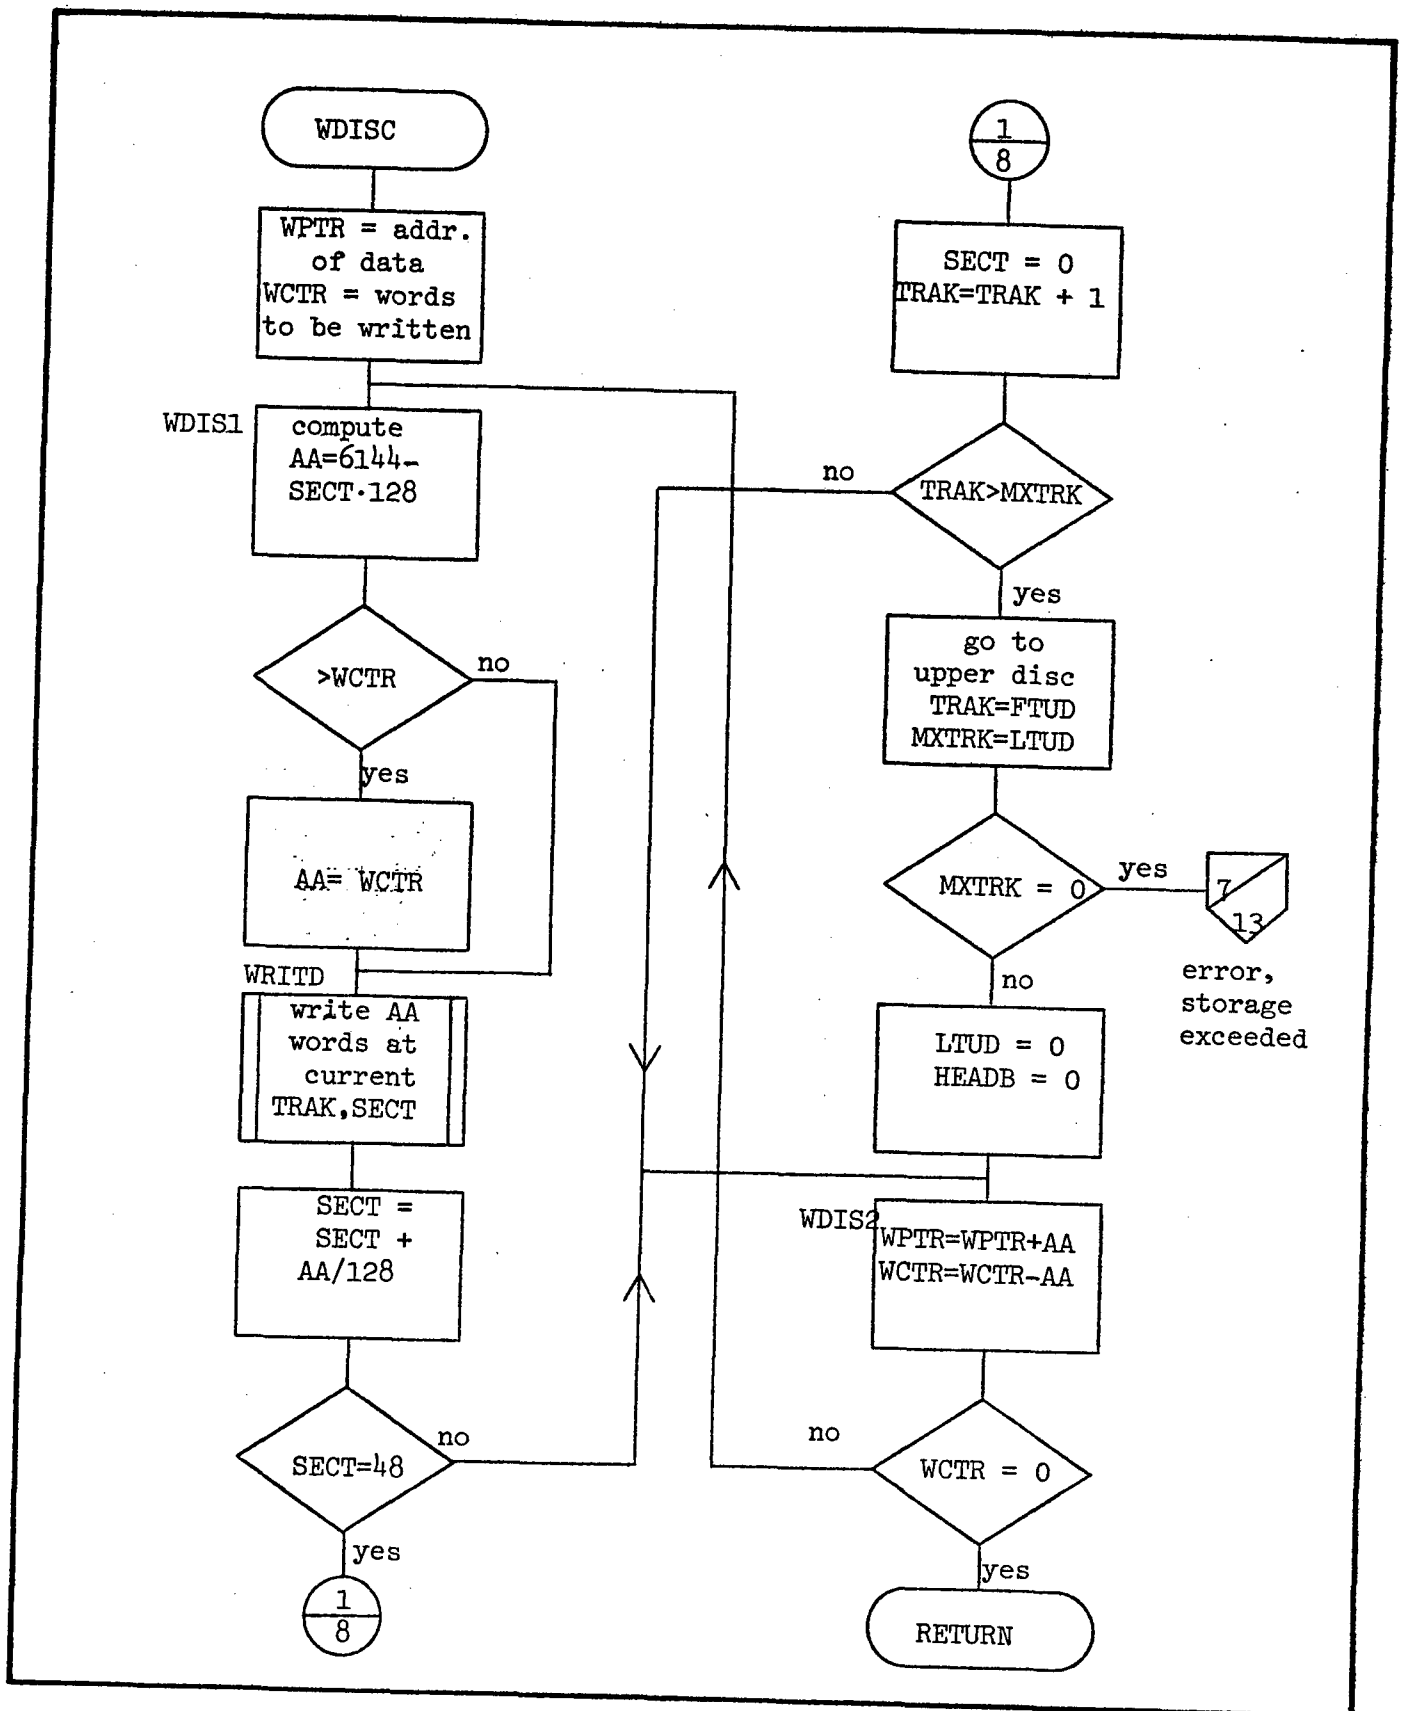 WDISC
WPTR = addr.
of data
WCTR = words
to be written
WDIS1
compute
AA=6144-
SECT·128
>WCTR
no
yes
AA= WCTR
WRITD
write AA
words at
current
TRAK,SECT
SECT =
SECT +
AA/128
SECT=48
no
yes
1
8
1
8
SECT = 0
TRAK=TRAK + 1
TRAK>MXTRK
no
yes
go to
upper disc
TRAK=FTUD
MXTRK=LTUD
MXTRK = 0
yes
7
13
error,
storage
exceeded
no
LTUD = 0
HEADB = 0
WDIS2
WPTR=WPTR+AA
WCTR=WCTR-AA
WCTR = 0
no
yes
RETURN